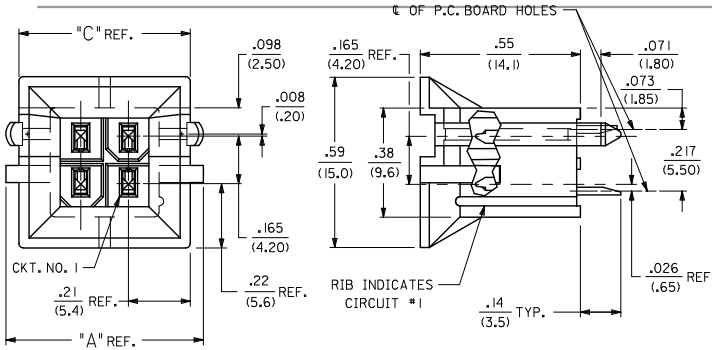 "C" REF.
.098
(2.50)
.008
(.20)
.165
(4.20)
CKT. NO. 1
.21
(5.4)
REF.
.22
(5.6)
REF.
"A" REF.
℄ OF P.C. BOARD HOLES
.165
(4.20)
REF.
.55
(14.1)
.071
(1.80)
.073
(1.85)
.59
(15.0)
.38
(9.6)
.217
(5.50)
RIB INDICATES
CIRCUIT #1
.14
(3.5)
TYP.
.026
(.65)
REF